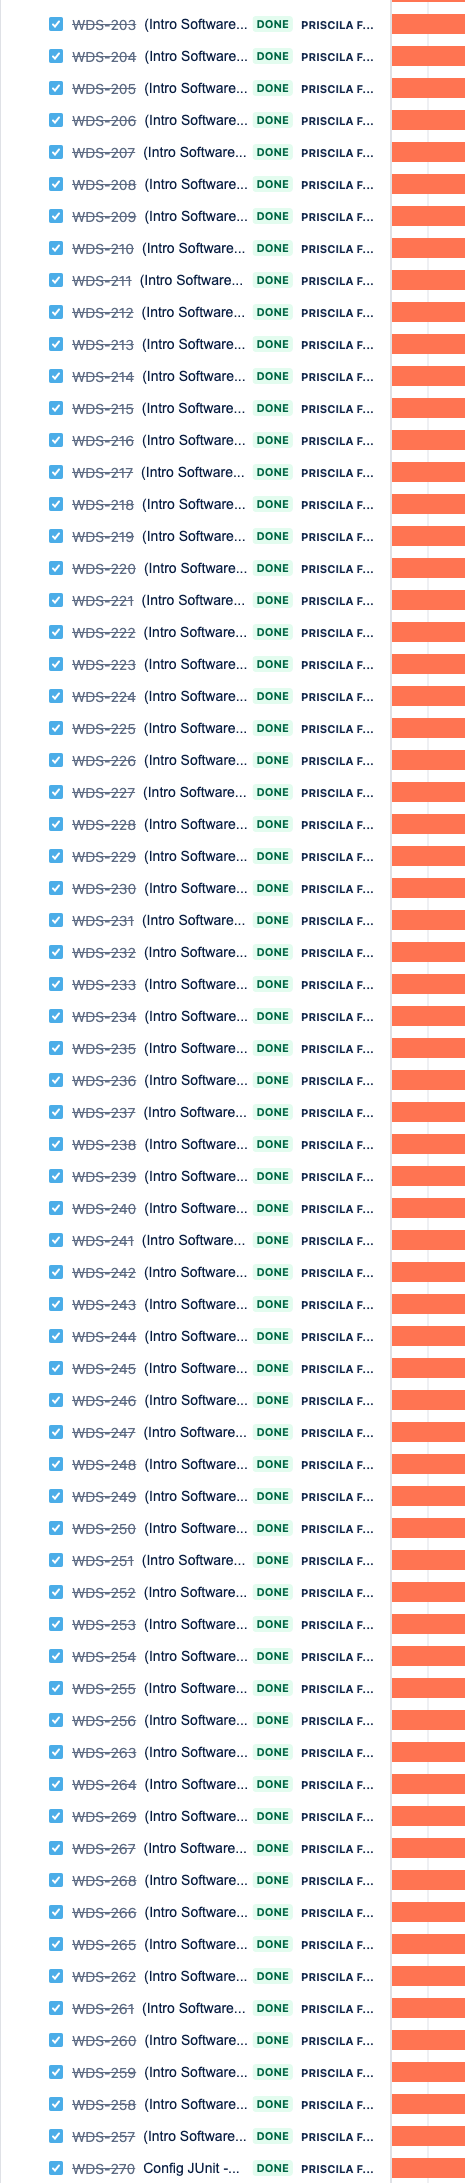 WDS-203 (Intro Software... DONE PRISCILA F...
WDS-204 (Intro Software... DONE PRISCILA F...
WDS-205 (Intro Software... DONE PRISCILA F...
WDS-206 (Intro Software... DONE PRISCILA F...
WDS-207 (Intro Software... DONE PRISCILA F...
WDS-208 (Intro Software... DONE PRISCILA F...
WDS-209 (Intro Software... DONE PRISCILA F...
WDS-210 (Intro Software... DONE PRISCILA F...
WDS-211 (Intro Software... DONE PRISCILA F...
WDS-212 (Intro Software... DONE PRISCILA F...
WDS-213 (Intro Software... DONE PRISCILA F...
WDS-214 (Intro Software... DONE PRISCILA F...
WDS-215 (Intro Software... DONE PRISCILA F...
WDS-216 (Intro Software... DONE PRISCILA F...
WDS-217 (Intro Software... DONE PRISCILA F...
WDS-218 (Intro Software... DONE PRISCILA F...
WDS-219 (Intro Software... DONE PRISCILA F...
WDS-220 (Intro Software... DONE PRISCILA F...
WDS-221 (Intro Software... DONE PRISCILA F...
WDS-222 (Intro Software... DONE PRISCILA F...
WDS-223 (Intro Software... DONE PRISCILA F...
WDS-224 (Intro Software... DONE PRISCILA F...
WDS-225 (Intro Software... DONE PRISCILA F...
WDS-226 (Intro Software... DONE PRISCILA F...
WDS-227 (Intro Software... DONE PRISCILA F...
WDS-228 (Intro Software... DONE PRISCILA F...
WDS-229 (Intro Software... DONE PRISCILA F...
WDS-230 (Intro Software... DONE PRISCILA F...
WDS-231 (Intro Software... DONE PRISCILA F...
WDS-232 (Intro Software... DONE PRISCILA F...
WDS-233 (Intro Software... DONE PRISCILA F...
WDS-234 (Intro Software... DONE PRISCILA F...
WDS-235 (Intro Software... DONE PRISCILA F...
WDS-236 (Intro Software... DONE PRISCILA F...
WDS-237 (Intro Software... DONE PRISCILA F...
WDS-238 (Intro Software... DONE PRISCILA F...
WDS-239 (Intro Software... DONE PRISCILA F...
WDS-240 (Intro Software... DONE PRISCILA F...
WDS-241 (Intro Software... DONE PRISCILA F...
WDS-242 (Intro Software... DONE PRISCILA F...
WDS-243 (Intro Software... DONE PRISCILA F...
WDS-244 (Intro Software... DONE PRISCILA F...
WDS-245 (Intro Software... DONE PRISCILA F...
WDS-246 (Intro Software... DONE PRISCILA F...
WDS-247 (Intro Software... DONE PRISCILA F...
WDS-248 (Intro Software... DONE PRISCILA F...
WDS-249 (Intro Software... DONE PRISCILA F...
WDS-250 (Intro Software... DONE PRISCILA F...
WDS-251 (Intro Software... DONE PRISCILA F...
WDS-252 (Intro Software... DONE PRISCILA F...
WDS-253 (Intro Software... DONE PRISCILA F...
WDS-254 (Intro Software... DONE PRISCILA F...
WDS-255 (Intro Software... DONE PRISCILA F...
WDS-256 (Intro Software... DONE PRISCILA F...
WDS-263 (Intro Software... DONE PRISCILA F...
WDS-264 (Intro Software... DONE PRISCILA F...
WDS-269 (Intro Software... DONE PRISCILA F...
WDS-267 (Intro Software... DONE PRISCILA F...
WDS-268 (Intro Software... DONE PRISCILA F...
WDS-266 (Intro Software... DONE PRISCILA F...
WDS-265 (Intro Software... DONE PRISCILA F...
WDS-262 (Intro Software... DONE PRISCILA F...
WDS-261 (Intro Software... DONE PRISCILA F...
WDS-260 (Intro Software... DONE PRISCILA F...
WDS-259 (Intro Software... DONE PRISCILA F...
WDS-258 (Intro Software... DONE PRISCILA F...
WDS-257 (Intro Software... DONE PRISCILA F...
WDS-270 Config JUnit -... DONE PRISCILA F...